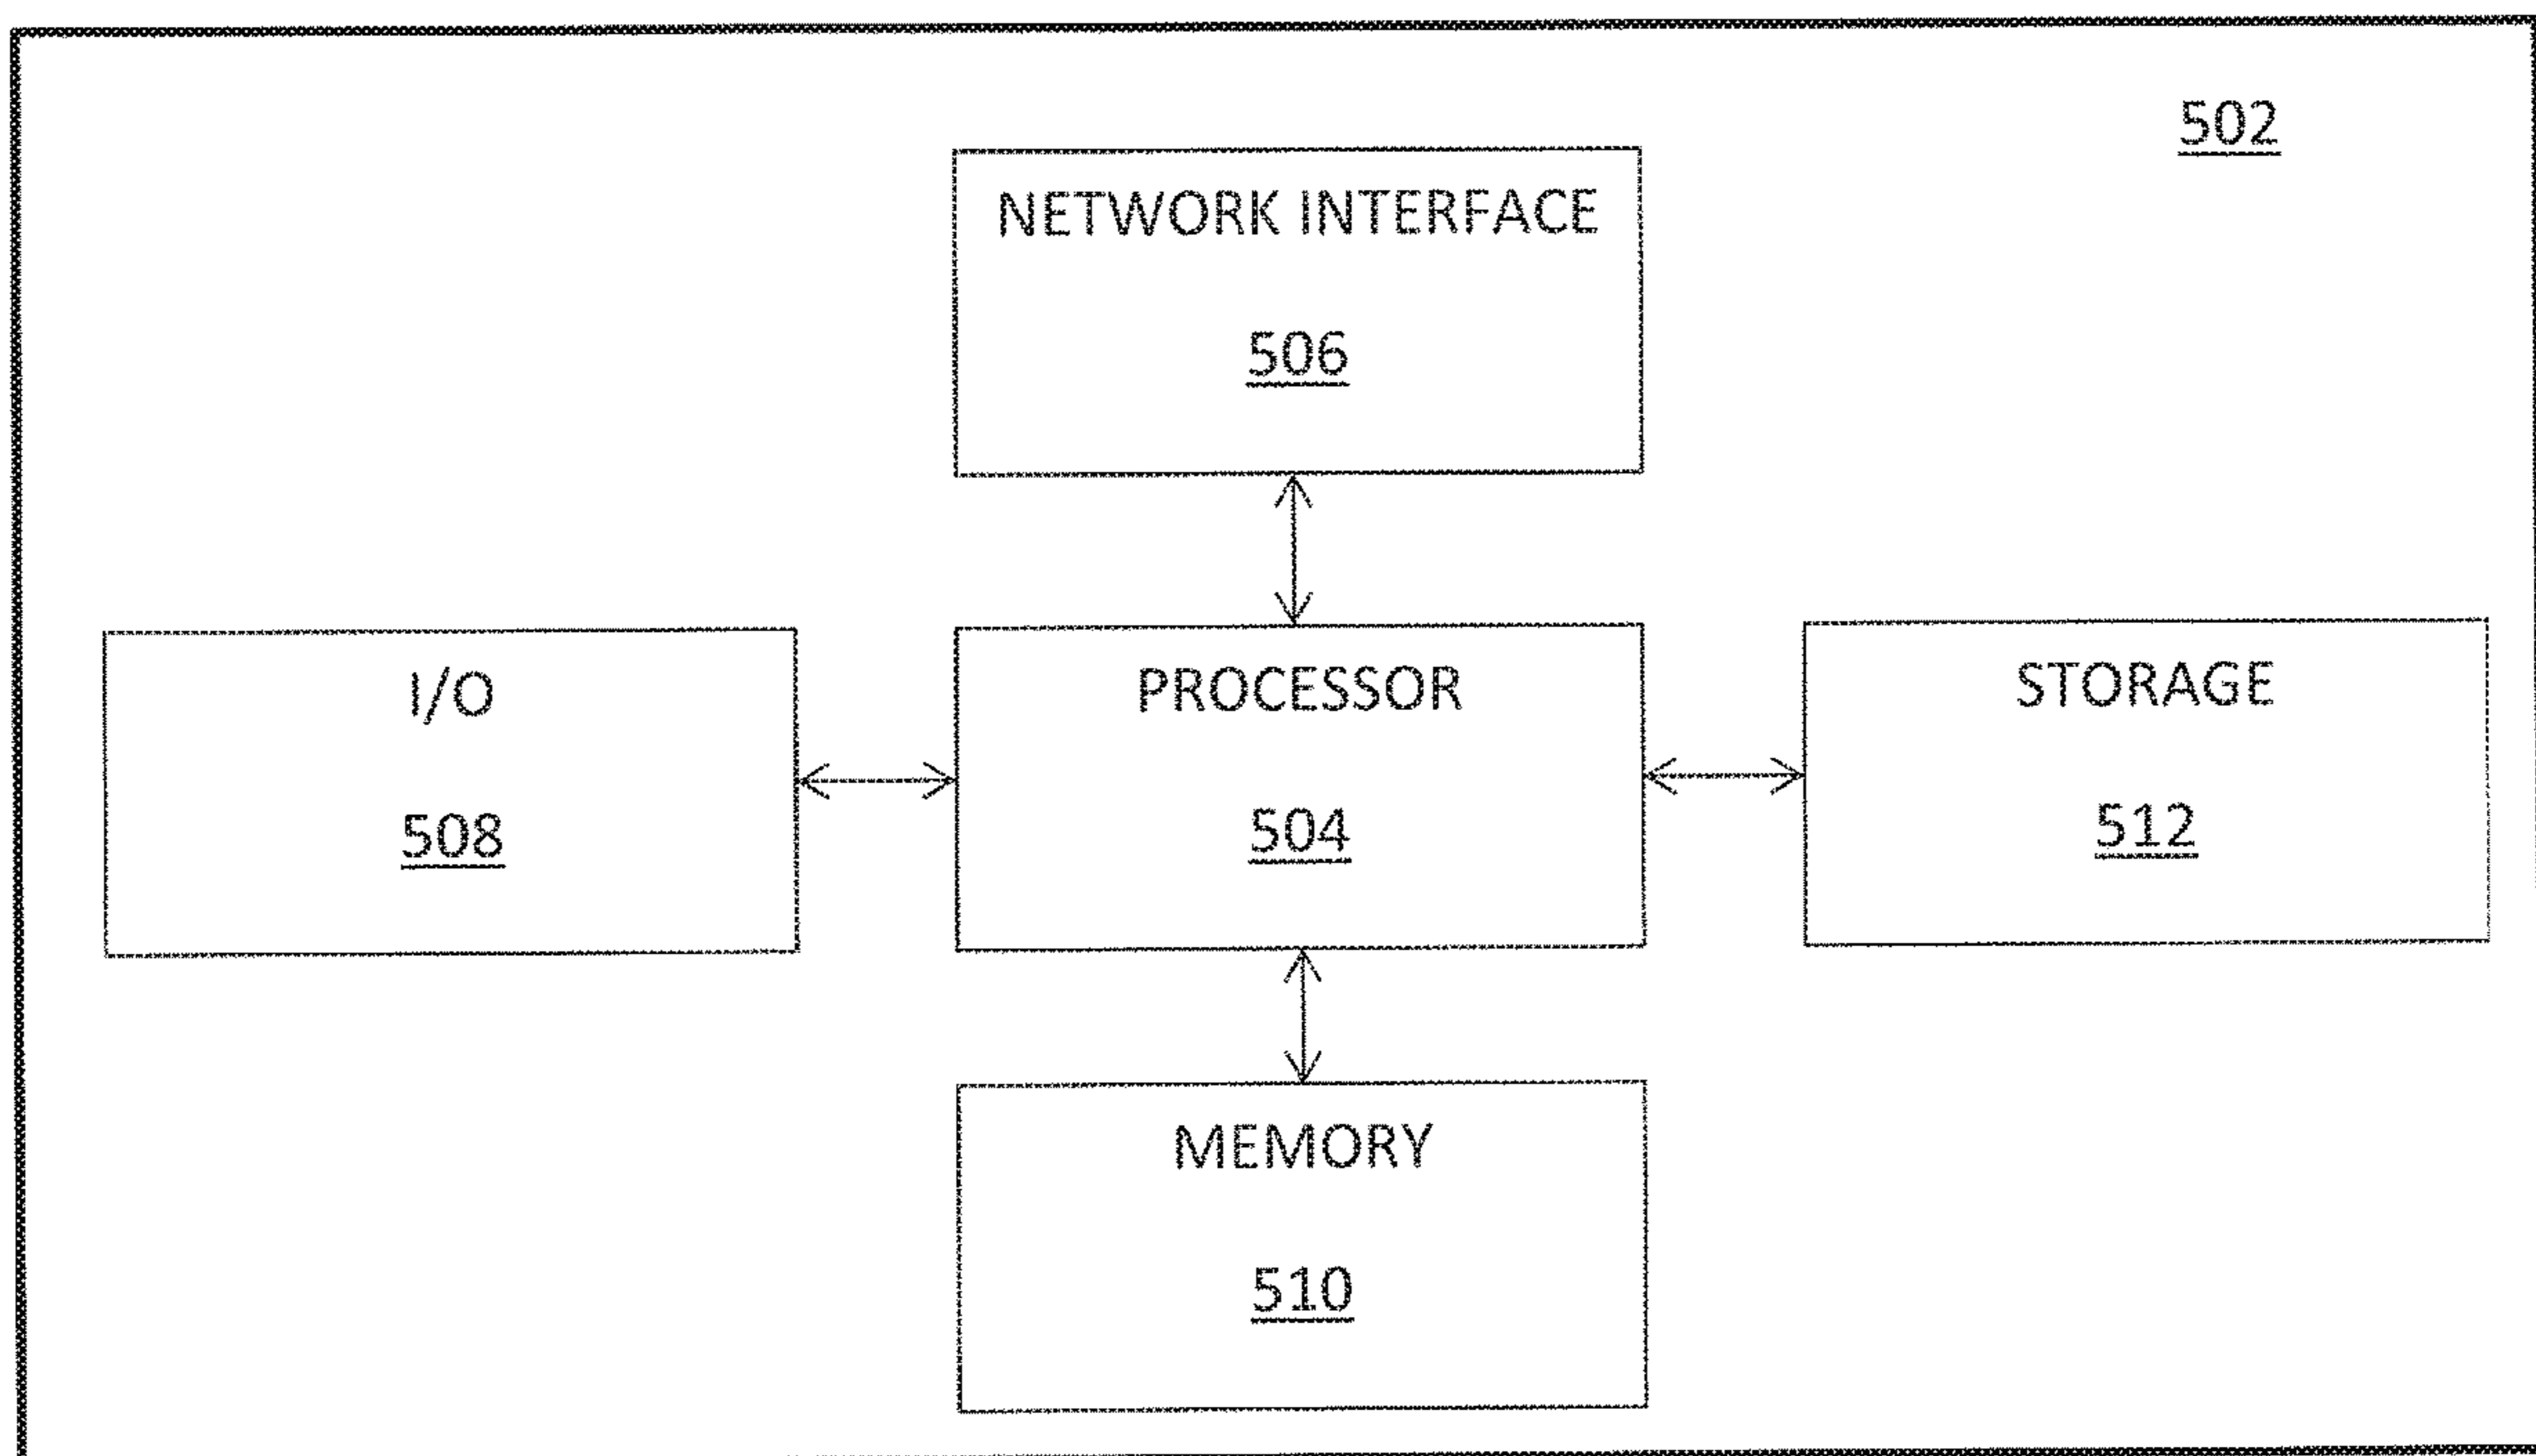 502
NETWORK INTERFACE
506
I/O
508
PROCESSOR
504
STORAGE
512
MEMORY
510